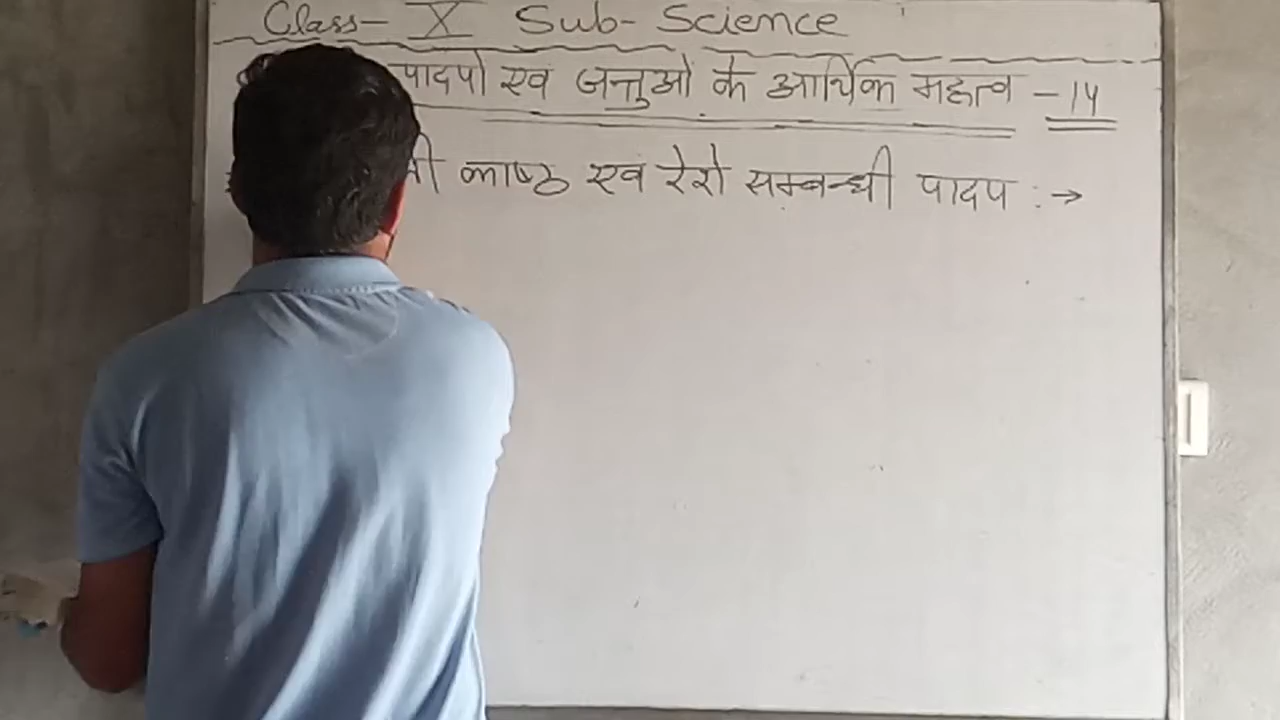 Class- X Sub- Science
पादपो एवं जन्तुओ के आर्थिक महत्व - 14
काष्ठ एवं रेशे सम्बन्धी पादप :→